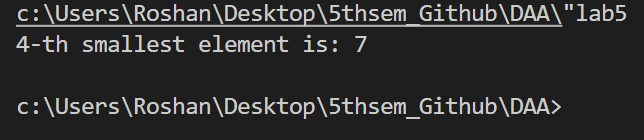 c:\Users\Roshan\Desktop\5thsem_Github\DAA\"lab5
4-th smallest element is: 7
c:\Users\Roshan\Desktop\5thsem_Github\DAA>